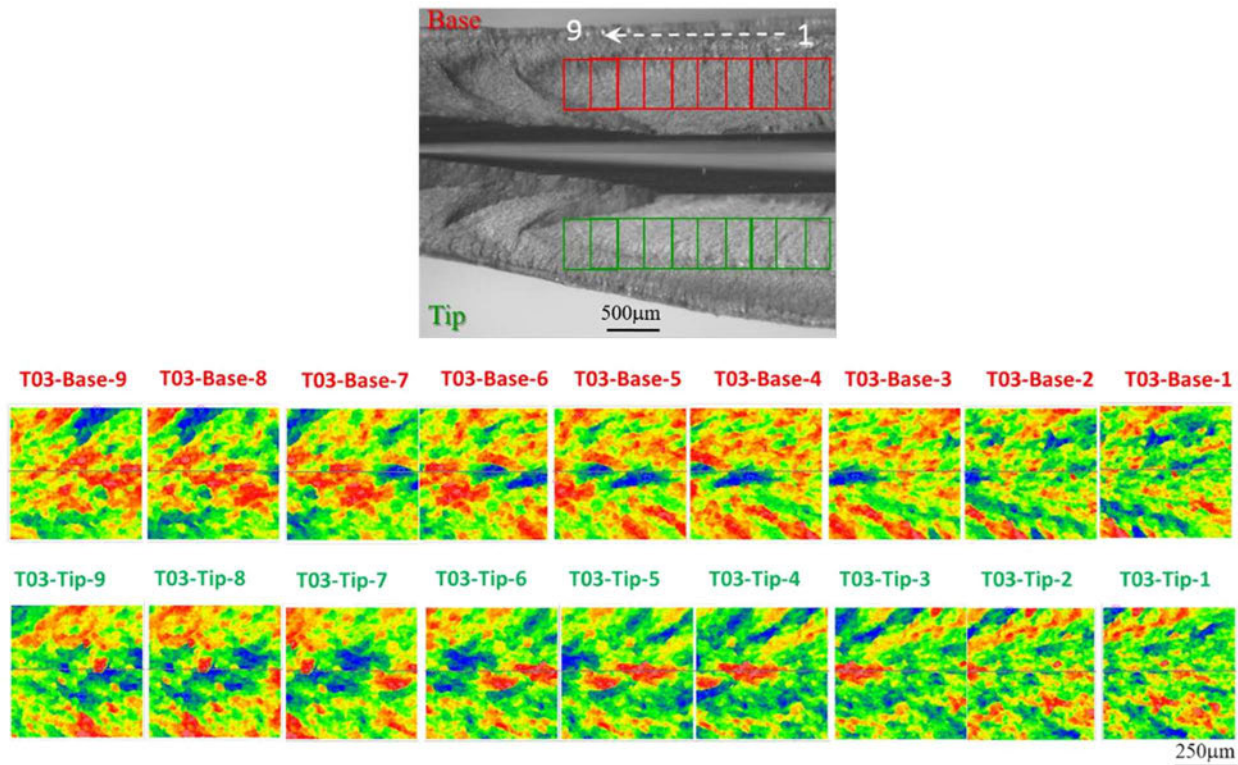 Base
9 1
Tip
500μm
T03-Base-9 T03-Base-8 T03-Base-7 T03-Base-6 T03-Base-5 T03-Base-4 T03-Base-3 T03-Base-2 T03-Base-1
T03-Tip-9 T03-Tip-8 T03-Tip-7 T03-Tip-6 T03-Tip-5 T03-Tip-4 T03-Tip-3 T03-Tip-2 T03-Tip-1
250μm